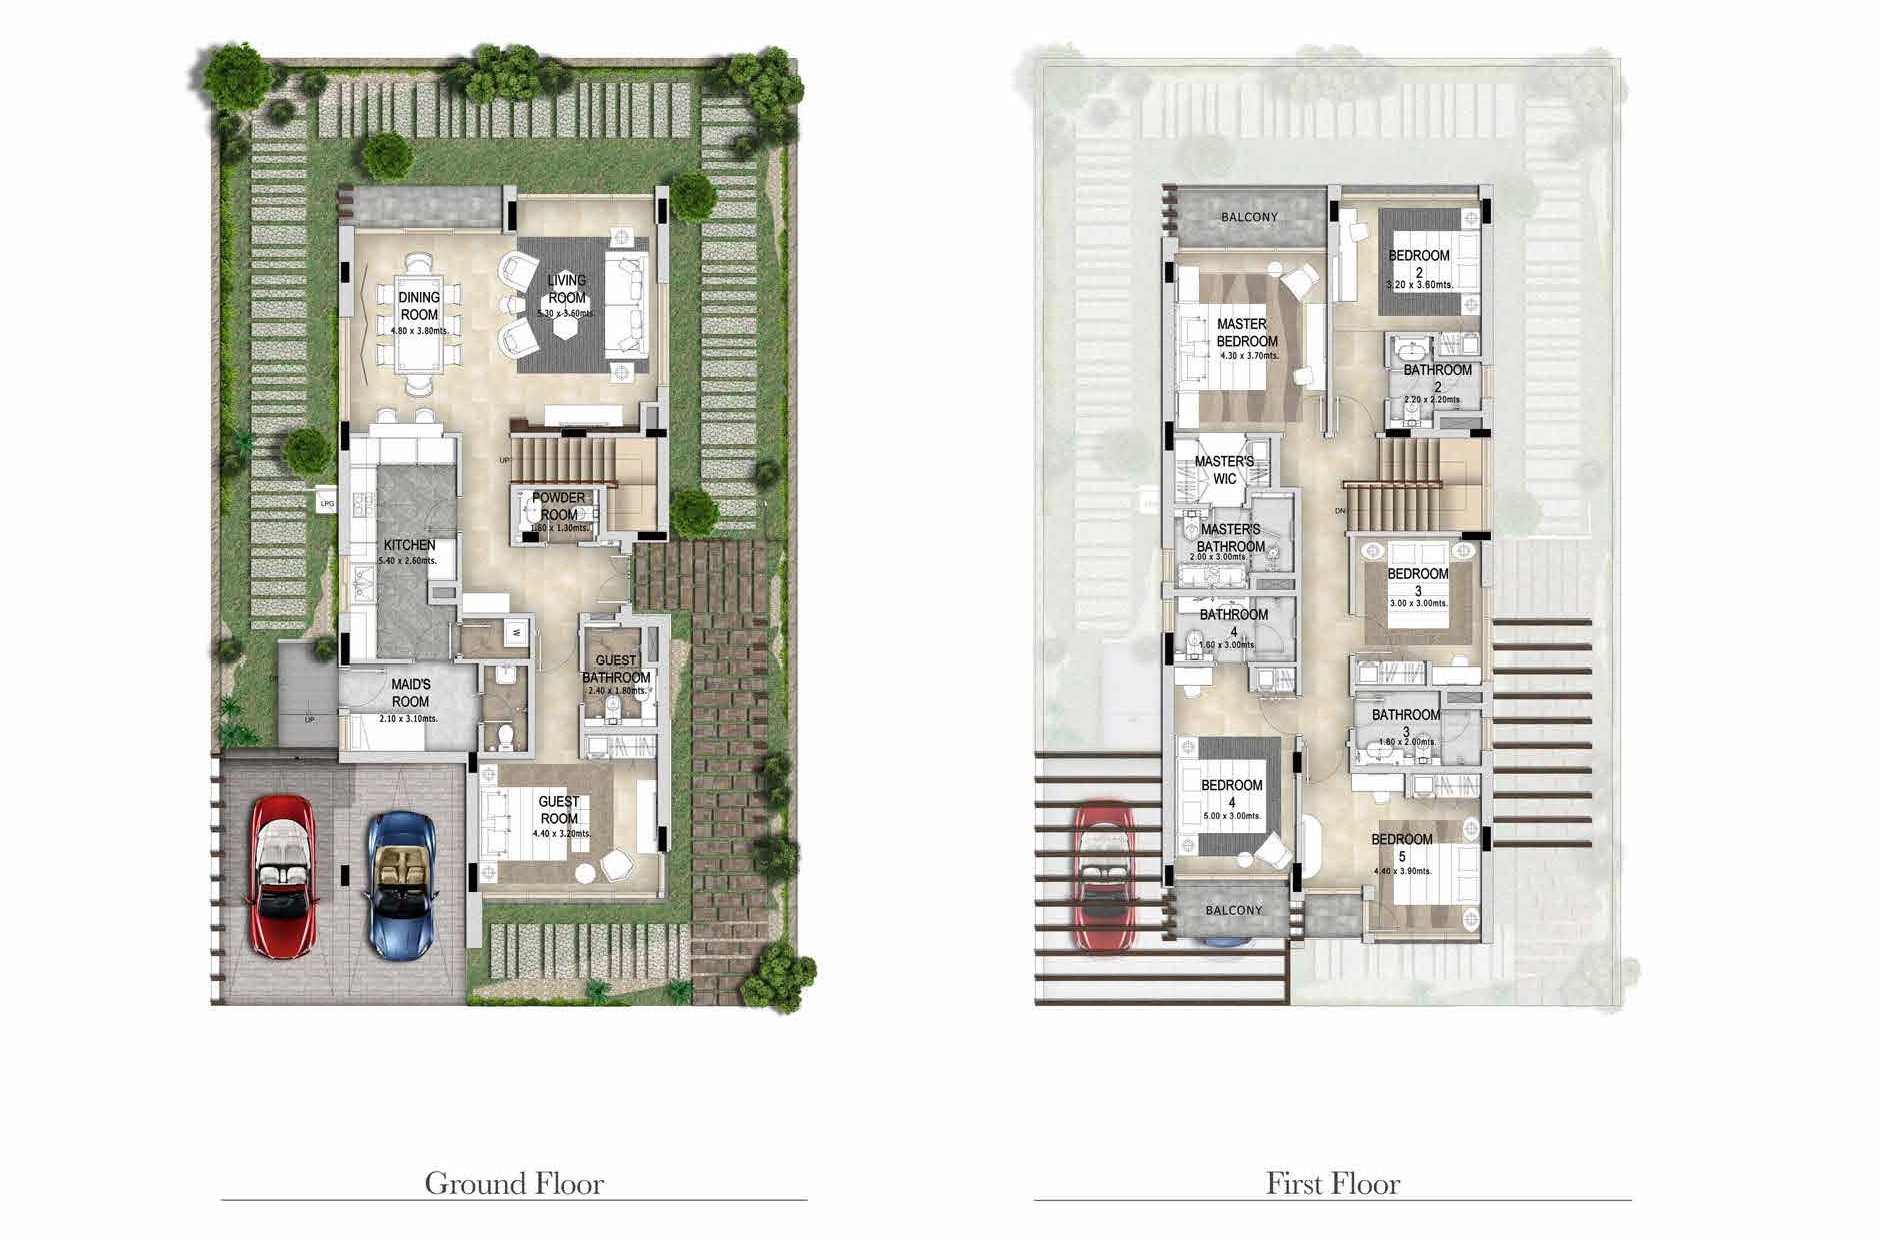 LIVING
ROOM
5.30 x 3.60mts.
DINING
ROOM
4.80 x 3.80mts.
UP
POWDER
ROOM
1.80 x 1.30mts.
LPG
KITCHEN
5.40 x 2.60mts.
W
GUEST
BATHROOM
2.40 x 1.80mts.
MAID'S
ROOM
2.10 x 3.10mts.
UP
GUEST
ROOM
4.40 x 3.20mts.
Ground Floor
BALCONY
BEDROOM
2
3.20 x 3.60mts.
MASTER
BEDROOM
4.30 x 3.70mts.
BATHROOM
2
2.20 x 2.20mts.
MASTER'S
WIC
DN
MASTER'S
BATHROOM
2.00 x 3.00mts.
BEDROOM
3
3.00 x 3.00mts.
BATHROOM
4
1.60 x 3.00mts.
BATHROOM
3
1.80 x 2.00mts.
BEDROOM
4
5.00 x 3.00mts.
BEDROOM
5
4.40 x 3.90mts.
BALCONY
First Floor